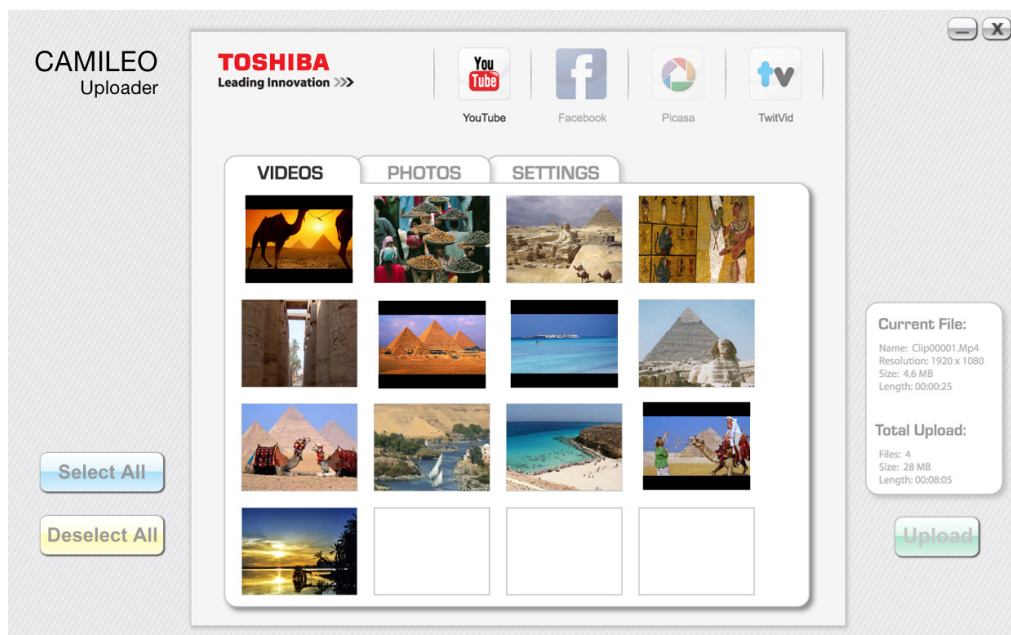 CAMILEO
Uploader
TOSHIBA
Leading Innovation >>>
You
Tube
f
tv
YouTube
Facebook
Picasa
TwitVid
X
VIDEOS
PHOTOS
SETTINGS
Current File:
Name: Clip00001.Mp4
Resolution: 1920 x 1080
Size: 4.6 MB
Length: 00:00:25
Total Upload:
Files: 4
Size: 28 MB
Length: 00:08:05
Select All
Deselect All
Upload